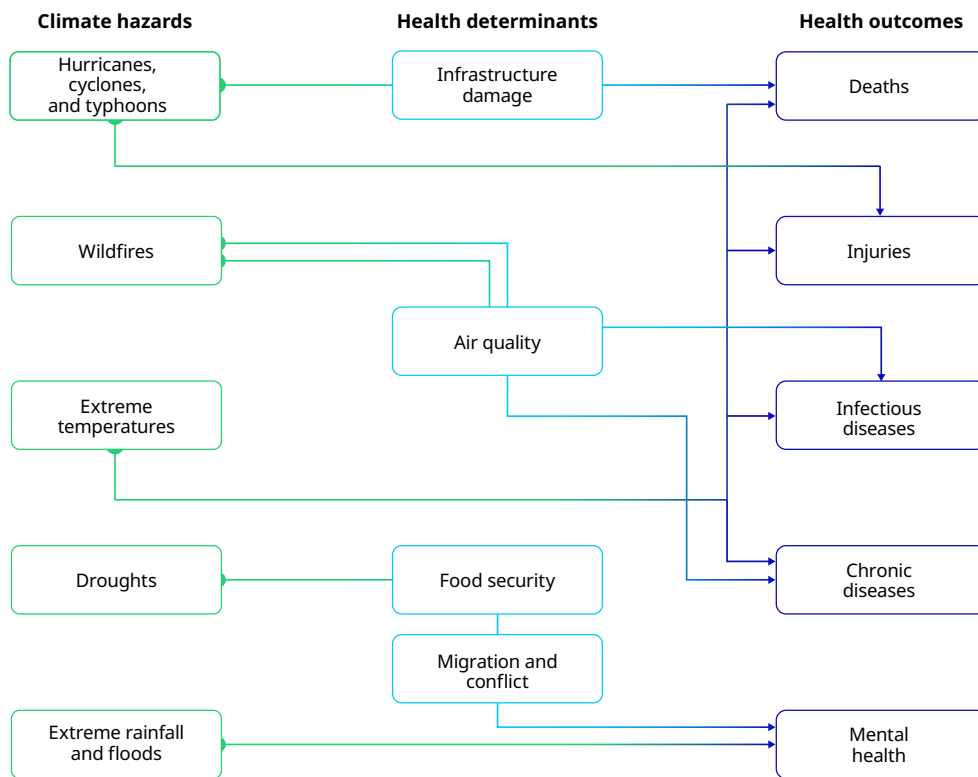 Climate hazards
Health determinants
Health outcomes
Hurricanes,
cyclones,
and typhoons
Infrastructure
damage
Deaths
Wildfires
Injuries
Air quality
Extreme
temperatures
Infectious
diseases
Droughts
Food security
Chronic
diseases
Migration and
conflict
Extreme rainfall
and floods
Mental
health